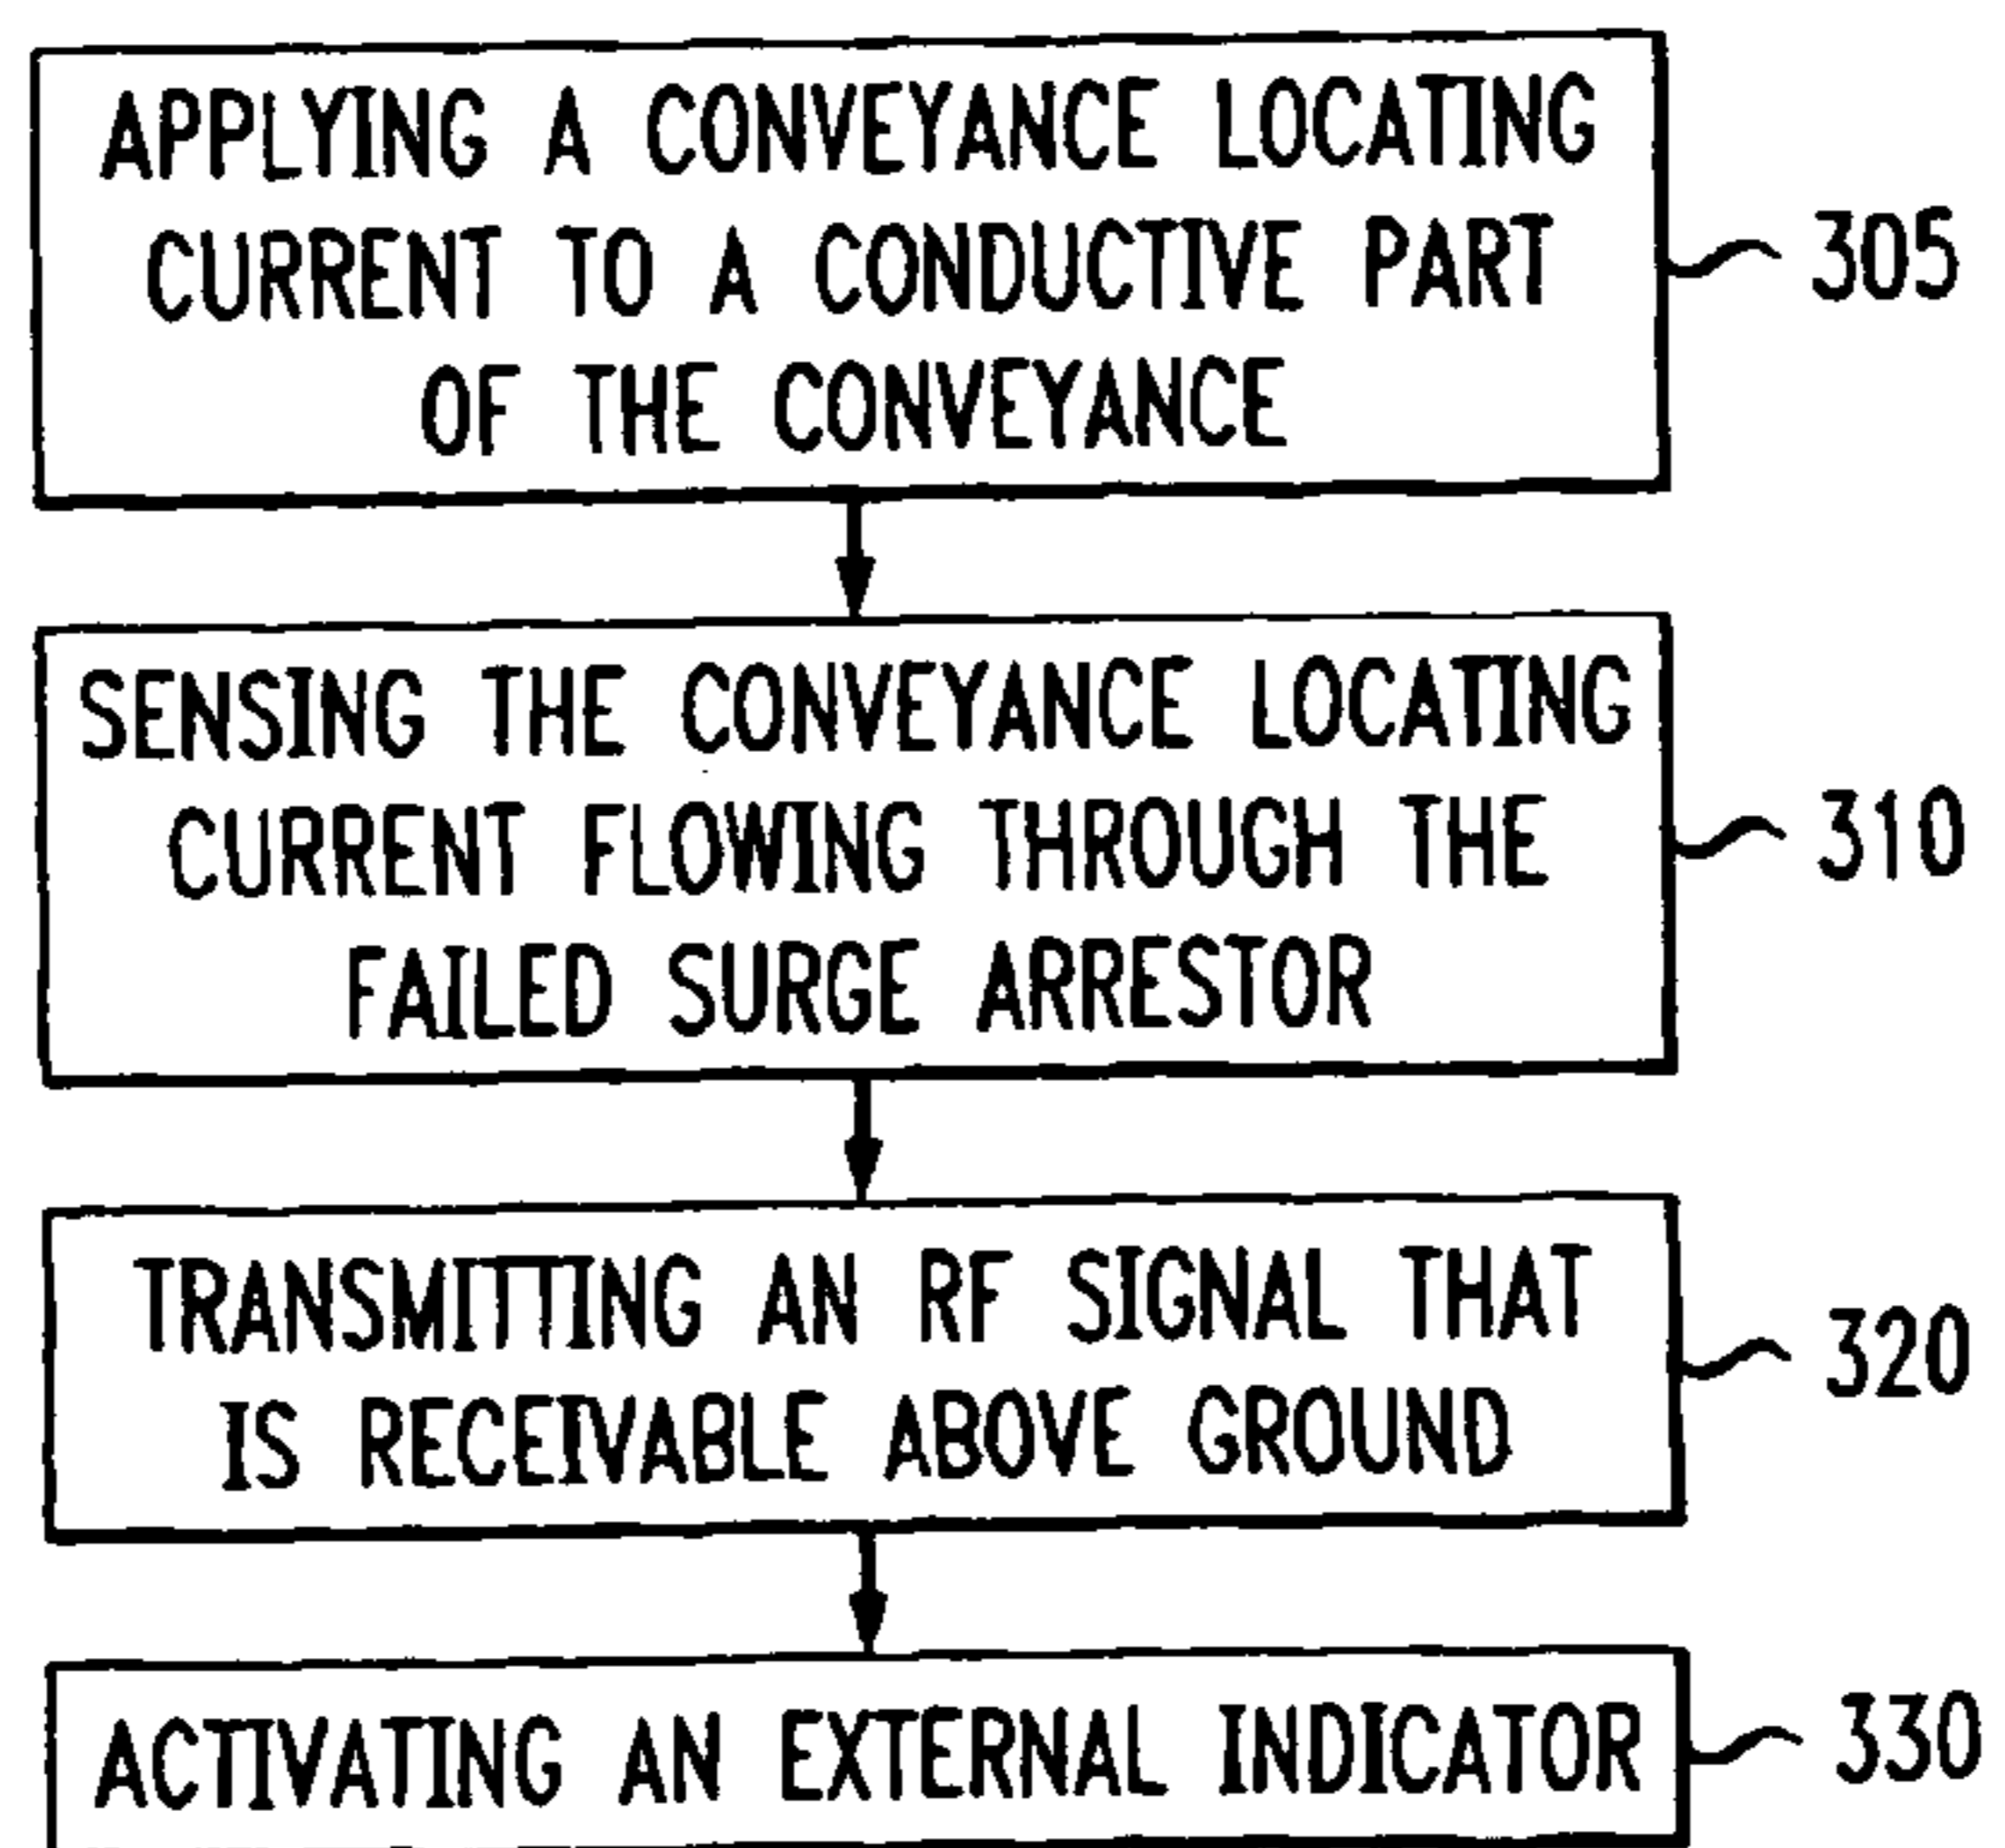 APPLYING A CONVEYANCE LOCATING
CURRENT TO A CONDUCTIVE PART
OF THE CONVEYANCE
305
SENSING THE CONVEYANCE LOCATING
CURRENT FLOWING THROUGH THE
FAILED SURGE ARRESTOR
310
TRANSMITTING AN RF SIGNAL THAT
IS RECEIVABLE ABOVE GROUND
320
ACTIVATING AN EXTERNAL INDICATOR
330